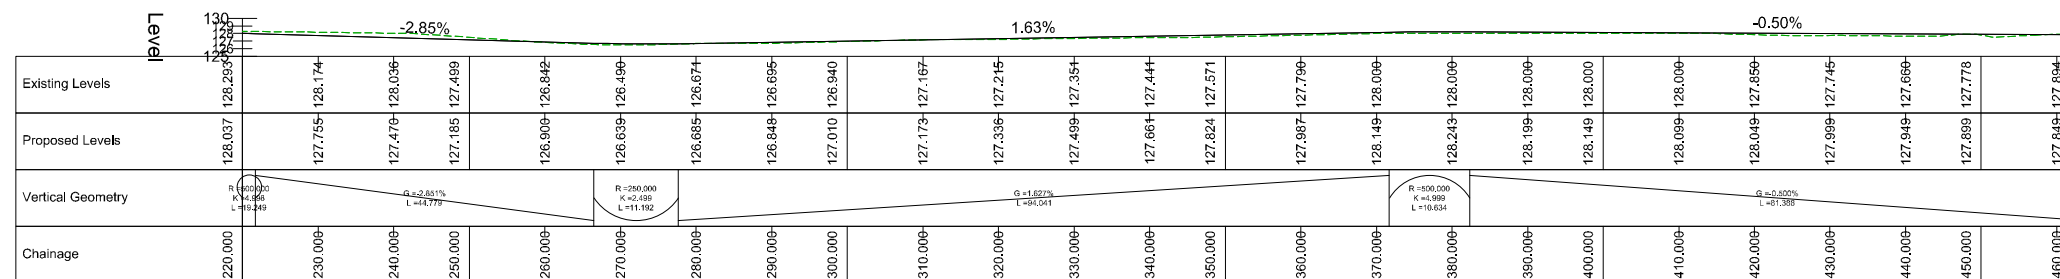 Level
130
129
128
127
126
125
-2.85%
1.63%
-0.50%
Existing Levels
128.293 128.174 128.036 127.499 126.842 126.490 126.671 126.695 126.940 127.167 127.215 127.351 127.441 127.571 127.790 128.000 128.000 128.000 128.000 128.000 127.850 127.745 127.660 127.778 127.894
Proposed Levels
128.037 127.755 127.470 127.185 126.900 126.639 126.685 126.848 127.010 127.173 127.336 127.499 127.661 127.824 127.987 128.149 128.243 128.199 128.149 128.099 128.049 127.999 127.949 127.899 127.849
Vertical Geometry
R =600,000
K =4.996
L =19.249
G =-2.851%
L =44.779
R =250,000
K =2.499
L =11.192
G =1.627%
L =94.041
R =500,000
K =4.999
L =10.634
G =-0.500%
L =81.388
Chainage
220.000 230.000 240.000 250.000 260.000 270.000 280.000 290.000 300.000 310.000 320.000 330.000 340.000 350.000 360.000 370.000 380.000 390.000 400.000 410.000 420.000 430.000 440.000 450.000 460.000